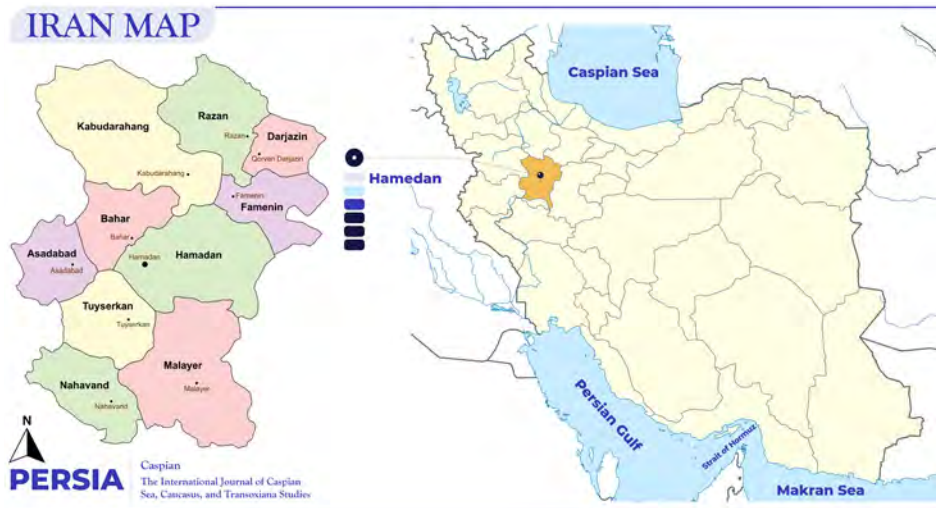 IRAN MAP
Caspian Sea
Kabudarahang
Razan
Razan
Darjazin
Qorveh Darjazin
Kabudarahang
Famenin
Famenin
Hamedan
Bahar
Bahar
Asadabad
Asadabad
Hamadan
Hamadan
Tuyserkan
Tuyserkan
Malayer
Malayer
Nahavand
Nahavand
Persian Gulf
Strait of Hormuz
Makran Sea
N
PERSIA
Caspian
The International Journal of Caspian
Sea, Caucasus, and Transoxiana Studies